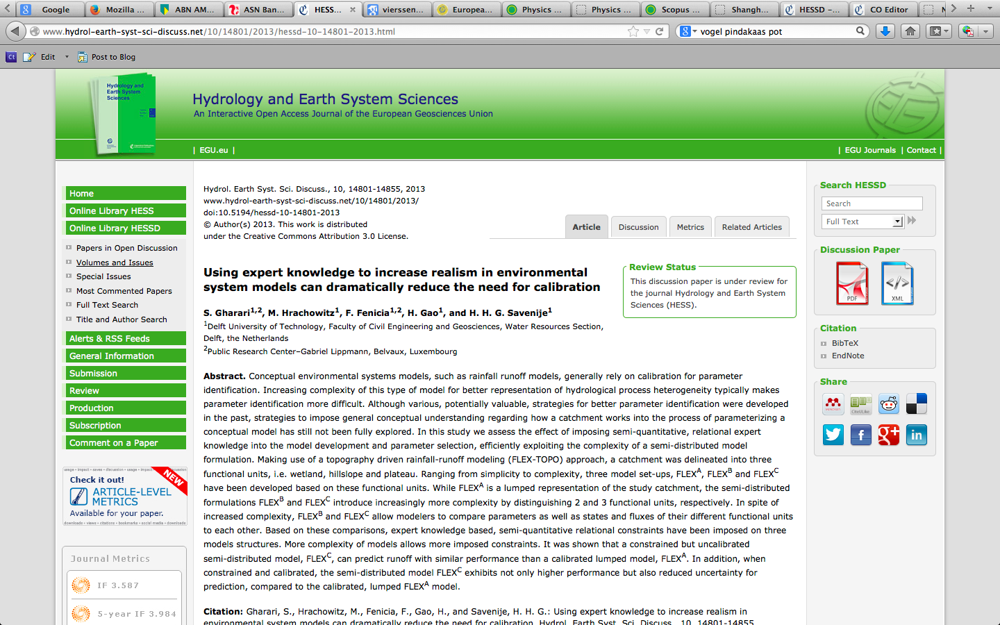 Google
Mozilla ...
ABN AM...
ASN Ban...
HESS...
vierssen...
Europea...
Physics ...
Physics ...
Scopus ...
Shangh...
HESSD -...
CO Editor
www.hydrol-earth-syst-sci-discuss.net/10/14801/2013/hessd-10-14801-2013.html
vogel pindakaas pot
Ct Edit Post to Blog
Hydrology and
Earth System
Sciences
Hydrology and Earth System Sciences
An Interactive Open Access Journal of the European Geosciences Union
| EGU.eu |
| EGU Journals | Contact |
Home
Online Library HESS
Online Library HESSD
Papers in Open Discussion
Volumes and Issues
Special Issues
Most Commented Papers
Full Text Search
Title and Author Search
Alerts & RSS Feeds
General Information
Submission
Review
Production
Subscription
Comment on a Paper
Check it out!
NEW
ARTICLE-LEVEL
METRICS
Available for your paper.
downloads • views • citations • bookmarks • social media • downloads
Journal Metrics
IF 3.587
5-year IF 3.984
Hydrol. Earth Syst. Sci. Discuss., 10, 14801-14855, 2013
www.hydrol-earth-syst-sci-discuss.net/10/14801/2013/
doi:10.5194/hessd-10-14801-2013
© Author(s) 2013. This work is distributed
under the Creative Commons Attribution 3.0 License.
Article
Discussion
Metrics
Related Articles
Using expert knowledge to increase realism in environmental
system models can dramatically reduce the need for calibration
Review Status
This discussion paper is under review for
the journal Hydrology and Earth System
Sciences (HESS).
S. Gharari1,2, M. Hrachowitz1, F. Fenicia1,2, H. Gao1, and H. H. G. Savenije1
1Delft University of Technology, Faculty of Civil Engineering and Geosciences, Water Resources Section,
Delft, the Netherlands
2Public Research Center–Gabriel Lippmann, Belvaux, Luxembourg
Abstract. Conceptual environmental systems models, such as rainfall runoff models, generally rely on calibration for parameter
identification. Increasing complexity of this type of model for better representation of hydrological process heterogeneity typically makes
parameter identification more difficult. Although various, potentially valuable, strategies for better parameter identification were developed
in the past, strategies to impose general conceptual understanding regarding how a catchment works into the process of parameterizing a
conceptual model has still not been fully explored. In this study we assess the effect of imposing semi-quantitative, relational expert
knowledge into the model development and parameter selection, efficiently exploiting the complexity of a semi-distributed model
formulation. Making use of a topography driven rainfall-runoff modeling (FLEX-TOPO) approach, a catchment was delineated into three
functional units, i.e. wetland, hillslope and plateau. Ranging from simplicity to complexity, three model set-ups, FLEXA, FLEXB and FLEXC
have been developed based on these functional units. While FLEXA is a lumped representation of the study catchment, the semi-distributed
formulations FLEXB and FLEXC introduce increasingly more complexity by distinguishing 2 and 3 functional units, respectively. In spite of
increased complexity, FLEXB and FLEXC allow modelers to compare parameters as well as states and fluxes of their different functional units
to each other. Based on these comparisons, expert knowledge based, semi-quantitative relational constraints have been imposed on three
models structures. More complexity of models allows more imposed constraints. It was shown that a constrained but uncalibrated
semi-distributed model, FLEXC, can predict runoff with similar performance than a calibrated lumped model, FLEXA. In addition, when
constrained and calibrated, the semi-distributed model FLEXC exhibits not only higher performance but also reduced uncertainty for
prediction, compared to the calibrated, lumped FLEXA model.
Citation: Gharari, S., Hrachowitz, M., Fenicia, F., Gao, H., and Savenije, H. H. G.: Using expert knowledge to increase realism in
environmental system models can dramatically reduce the need for calibration, Hydrol. Earth Syst. Sci. Discuss., 10, 14801-14855,
Search HESSD
Search
Full Text
Discussion Paper
PDF
XML
Citation
BibTeX
EndNote
Share